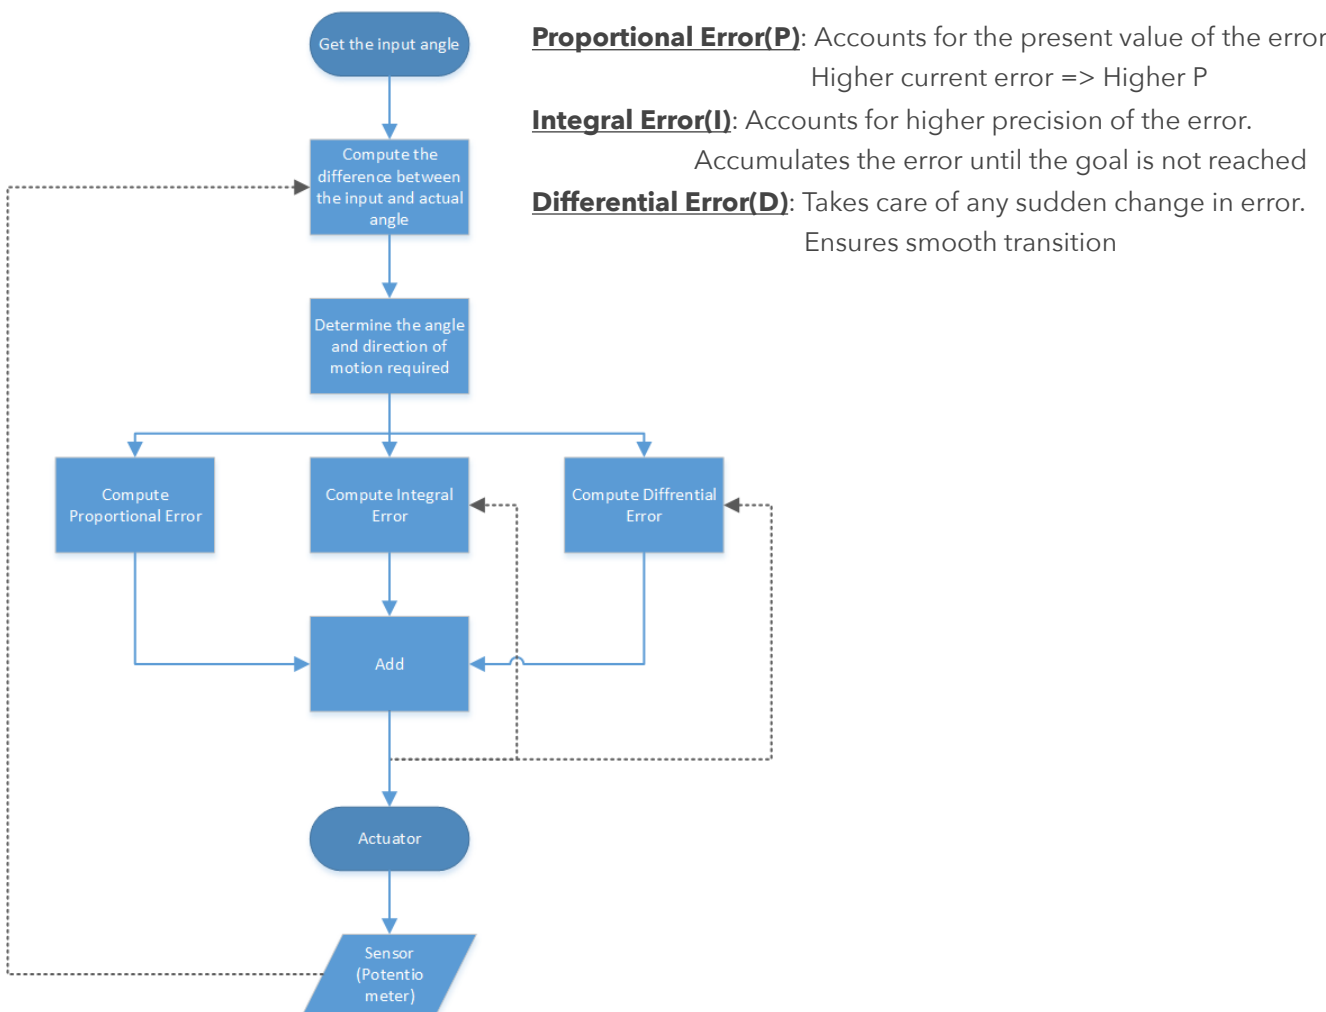 Get the input angle
Proportional Error(P): Accounts for the present value of the error
Higher current error => Higher P
Integral Error(I): Accounts for higher precision of the error.
Accumulates the error until the goal is not reached
Differential Error(D): Takes care of any sudden change in error.
Ensures smooth transition
Compute the
difference between
the input and actual
angle
Determine the angle
and direction of
motion required
Compute
Proportional Error
Compute Integral
Error
Compute Diffrential
Error
Add
Actuator
Sensor
(Potentio
meter)